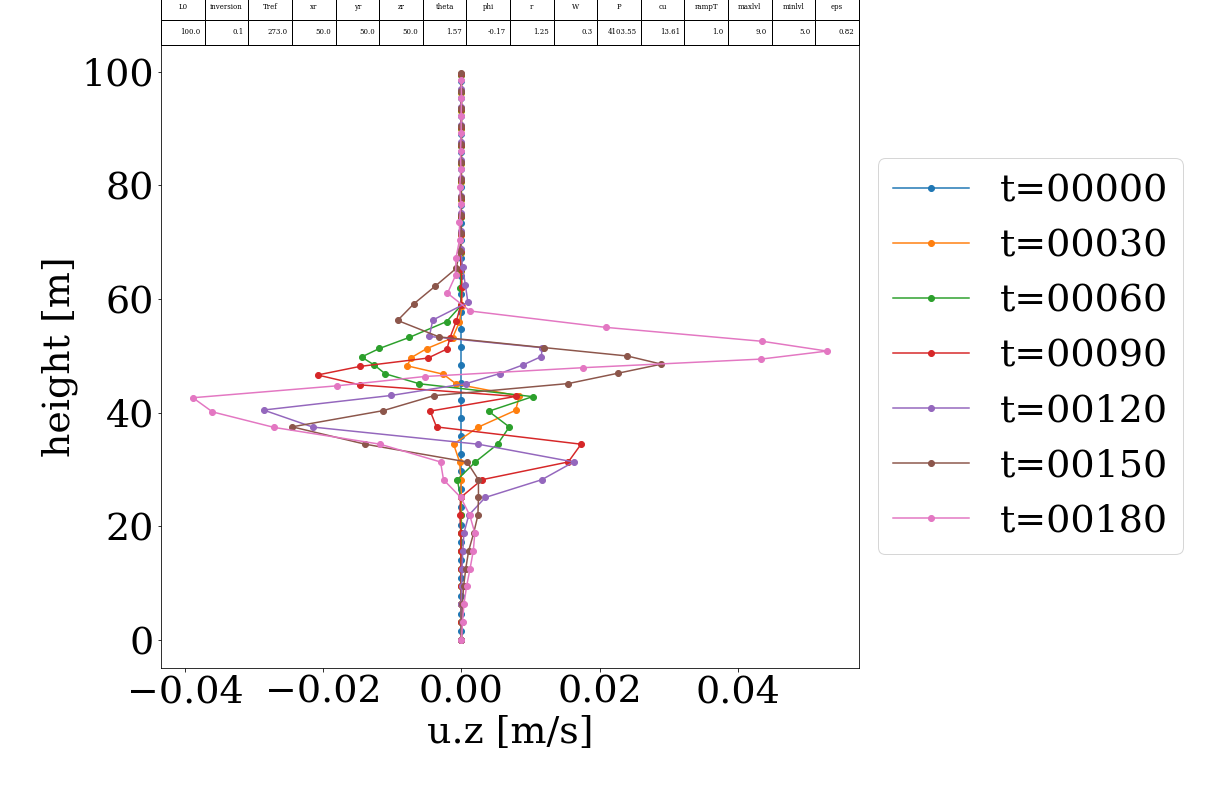 L0 inversion Tref xr yr zr theta phi r W P cu rampT maxlvl minlvl eps
100.0 0.1 273.0 50.0 50.0 50.0 1.57 -0.17 1.25 0.3 4103.55 13.61 1.0 9.0 5.0 0.82
100
80
60
40
20
0
height [m]
−0.04 −0.02 0.00 0.02 0.04
u.z [m/s]
t=00000
t=00030
t=00060
t=00090
t=00120
t=00150
t=00180